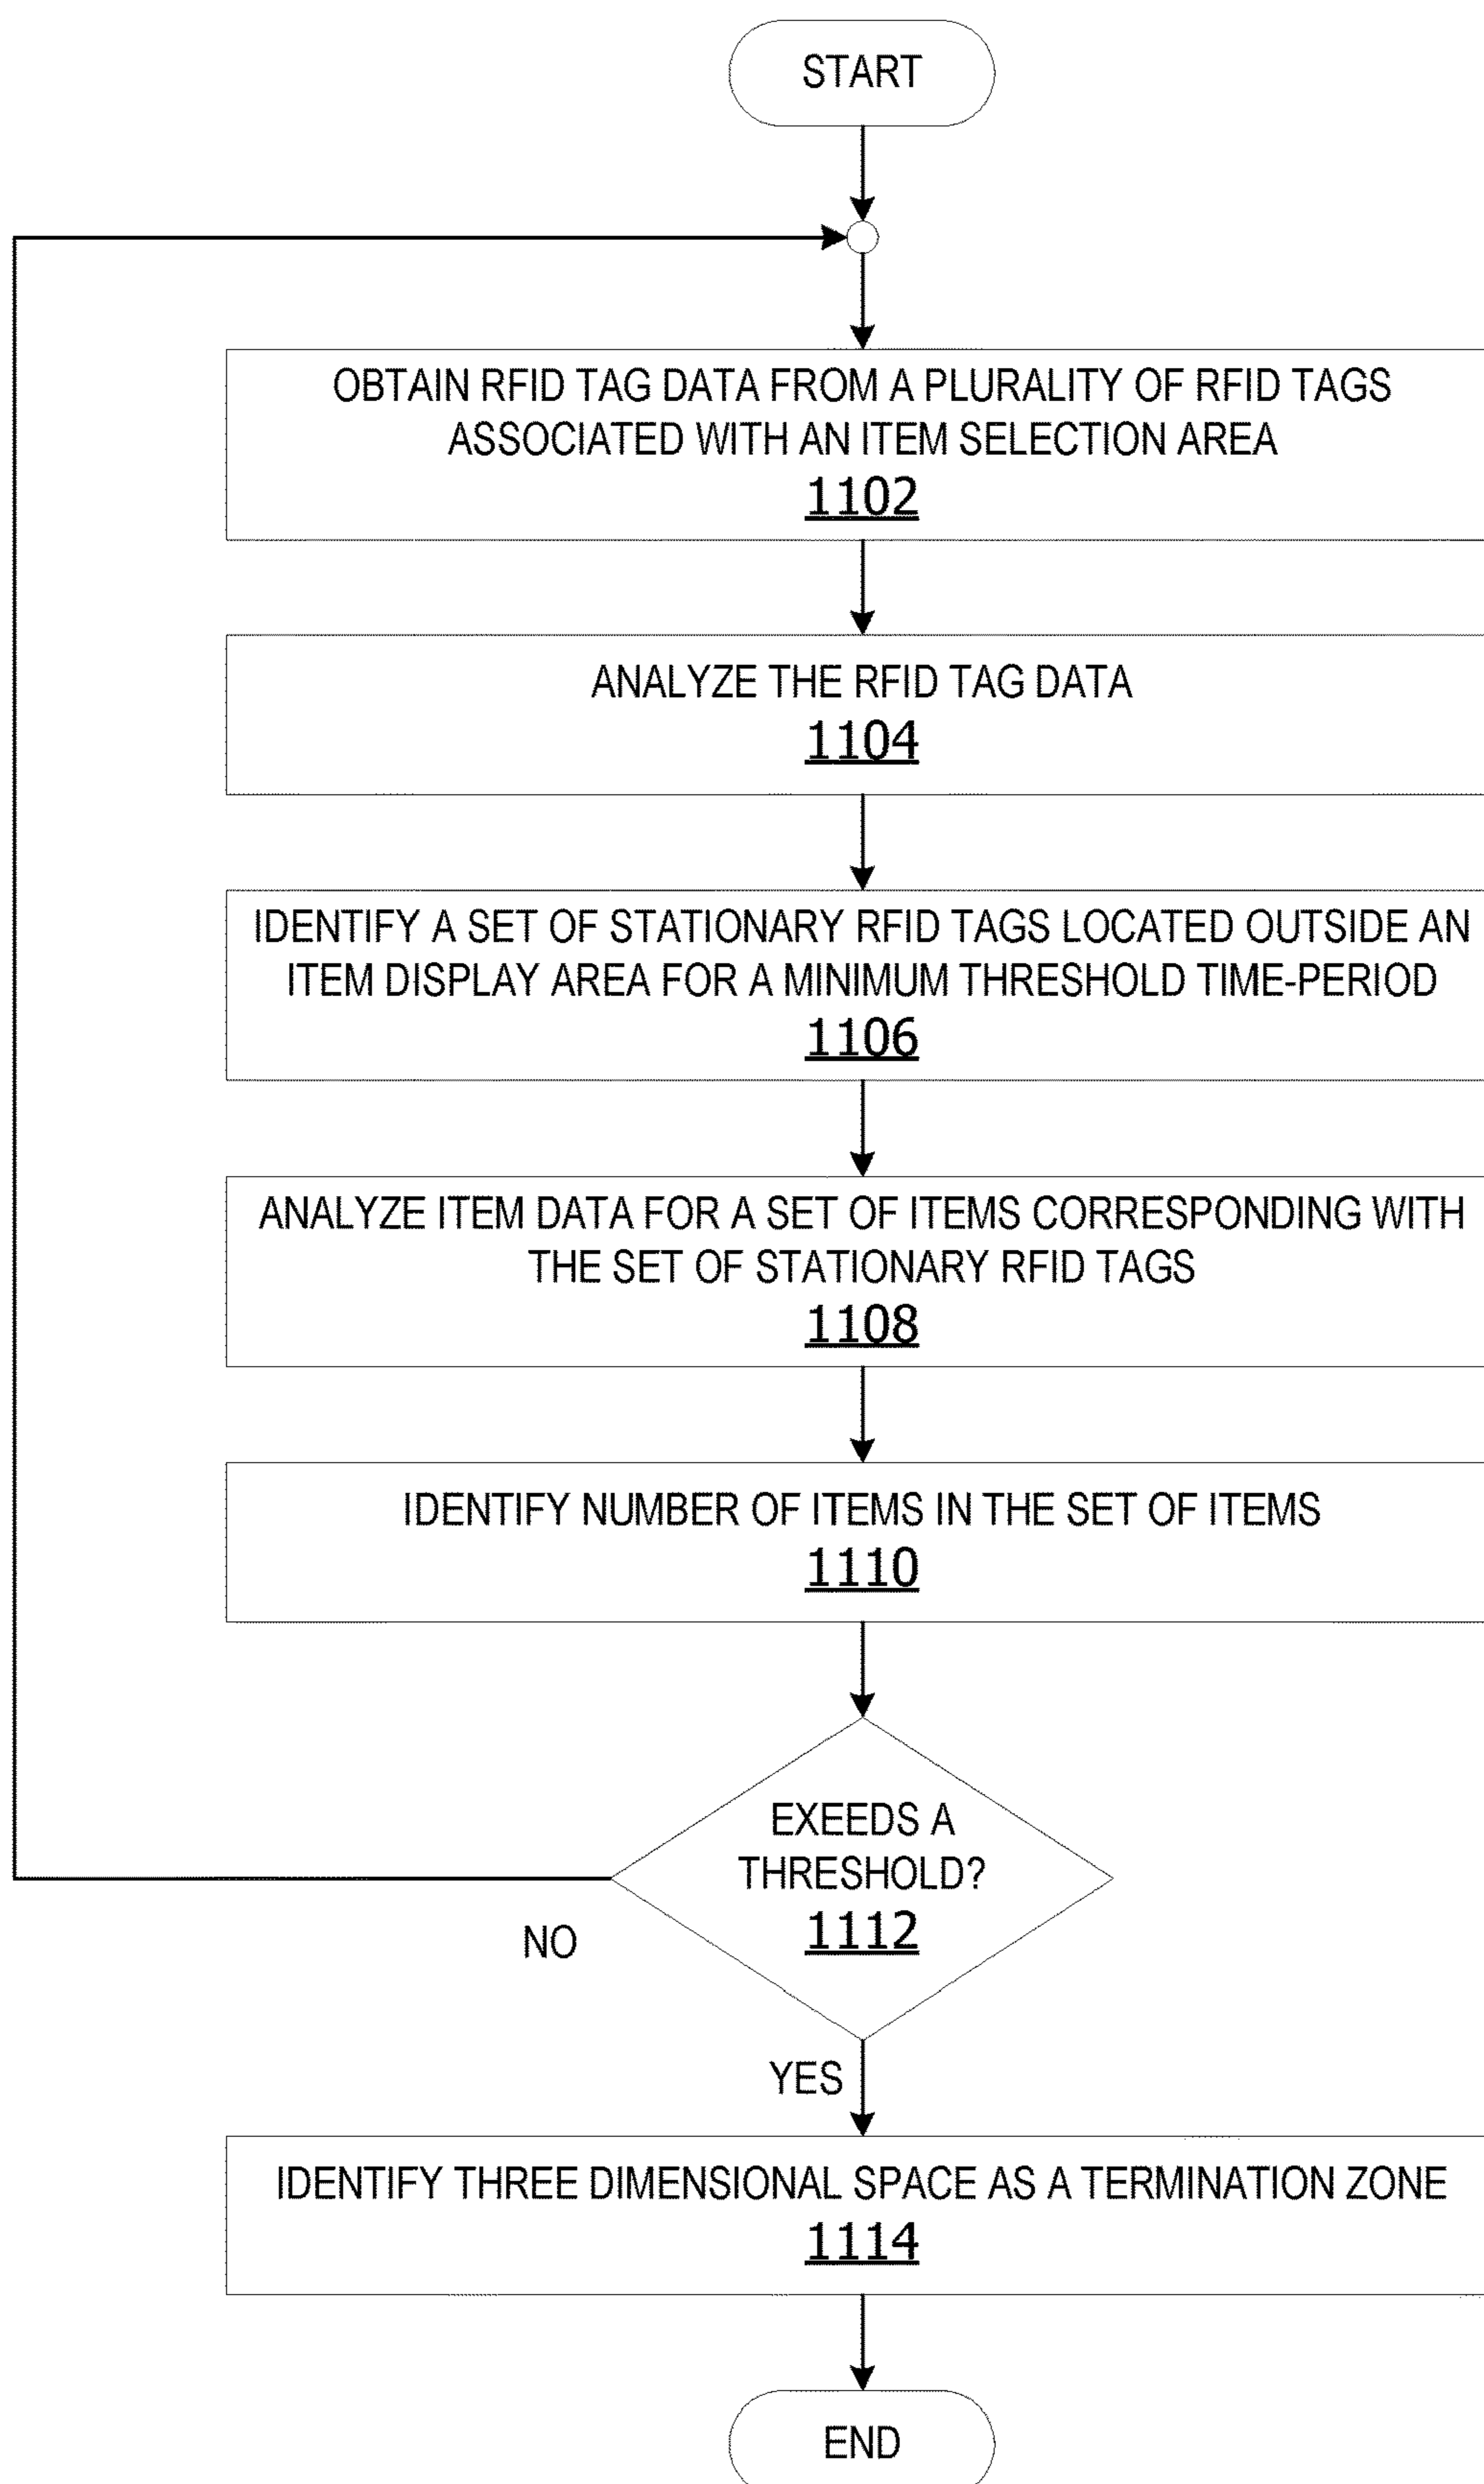 START
OBTAIN RFID TAG DATA FROM A PLURALITY OF RFID TAGS
ASSOCIATED WITH AN ITEM SELECTION AREA
1102
ANALYZE THE RFID TAG DATA
1104
IDENTIFY A SET OF STATIONARY RFID TAGS LOCATED OUTSIDE AN
ITEM DISPLAY AREA FOR A MINIMUM THRESHOLD TIME-PERIOD
1106
ANALYZE ITEM DATA FOR A SET OF ITEMS CORRESPONDING WITH
THE SET OF STATIONARY RFID TAGS
1108
IDENTIFY NUMBER OF ITEMS IN THE SET OF ITEMS
1110
EXEEDS A
THRESHOLD?
1112
NO
YES
IDENTIFY THREE DIMENSIONAL SPACE AS A TERMINATION ZONE
1114
END